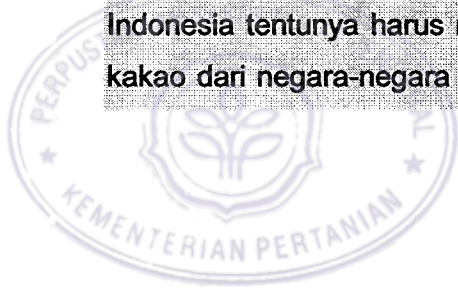 Indonesia tentunya harus
kakao dari negara-negara
KEMENTERIAN PERTANIAN